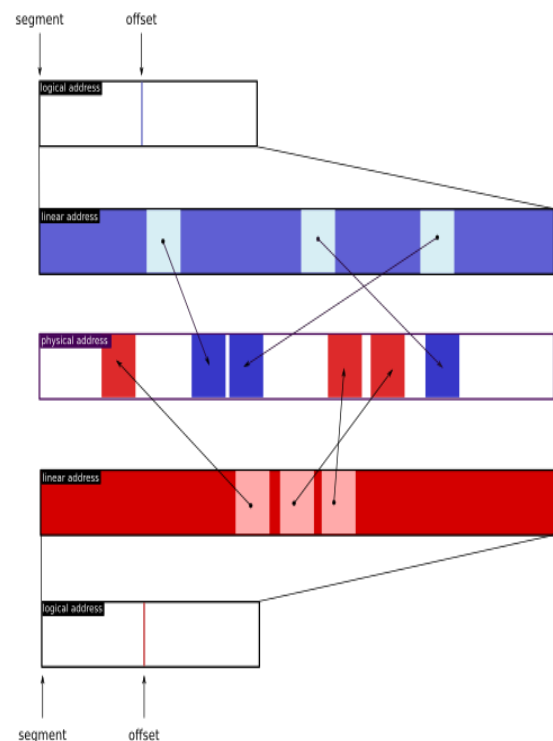 segment offset
logical address
linear address
physical address
linear address
logical address
segment offset